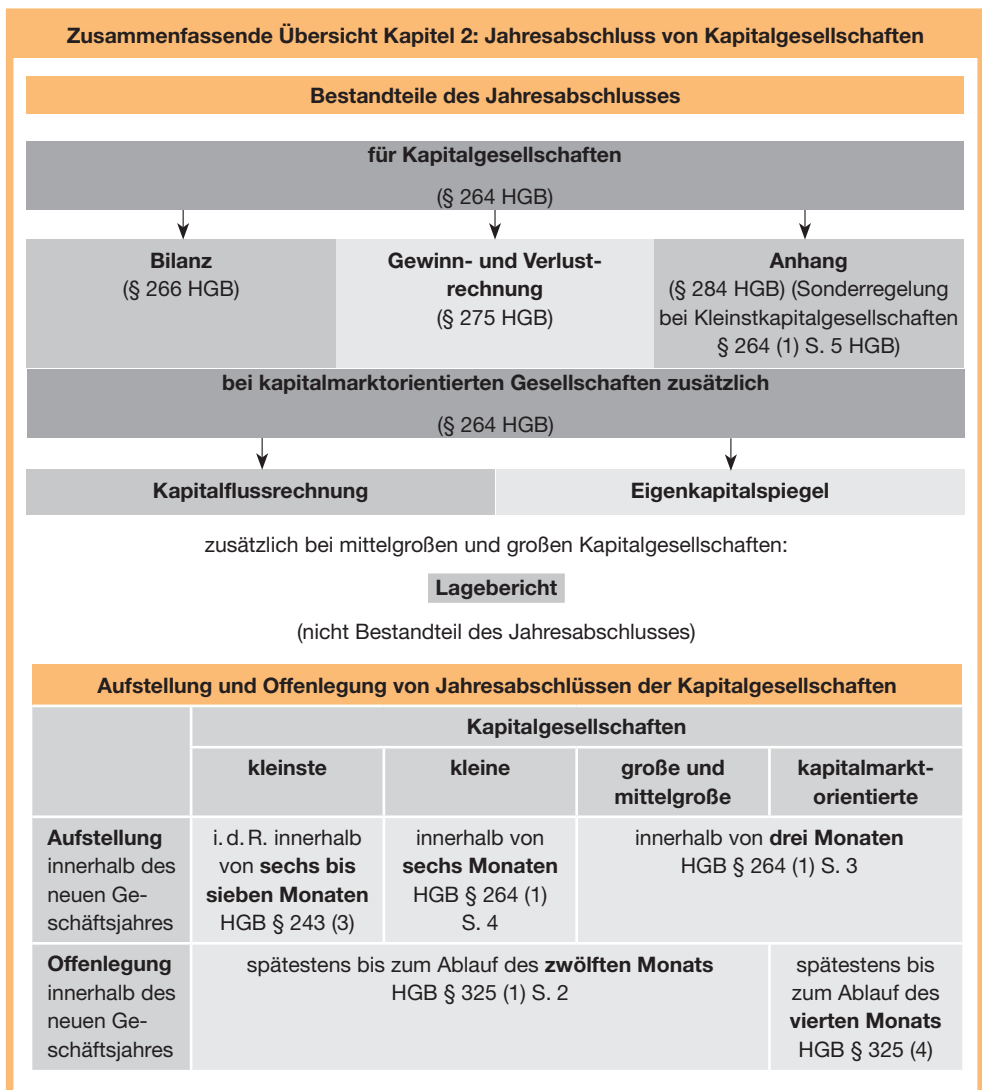 Zusammenfassende Übersicht Kapitel 2: Jahresabschluss von Kapitalgesellschaften
Bestandteile des Jahresabschlusses
für Kapitalgesellschaften
(§ 264 HGB)
Bilanz
(§ 266 HGB)
Gewinn- und Verlust-
rechnung
(§ 275 HGB)
Anhang
(§ 284 HGB) (Sonderregelung
bei Kleinstkapitalgesellschaften
§ 264 (1) S. 5 HGB)
bei kapitalmarktorientierten Gesellschaften zusätzlich
(§ 264 HGB)
Kapitalflussrechnung
Eigenkapitalspiegel
zusätzlich bei mittelgroßen und großen Kapitalgesellschaften:
Lagebericht
(nicht Bestandteil des Jahresabschlusses)
Aufstellung und Offenlegung von Jahresabschlüssen der Kapitalgesellschaften
Kapitalgesellschaften
kleinste
kleine
große und
mittelgroße
kapitalmarkt-
orientierte
Aufstellung
innerhalb des
neuen Ge-
schäftsjahres
i. d. R. innerhalb
von sechs bis
sieben Monaten
HGB § 243 (3)
innerhalb von
sechs Monaten
HGB § 264 (1)
S. 4
innerhalb von drei Monaten
HGB § 264 (1) S. 3
Offenlegung
innerhalb des
neuen Ge-
schäftsjahres
spätestens bis zum Ablauf des zwölften Monats
HGB § 325 (1) S. 2
spätestens bis
zum Ablauf des
vierten Monats
HGB § 325 (4)